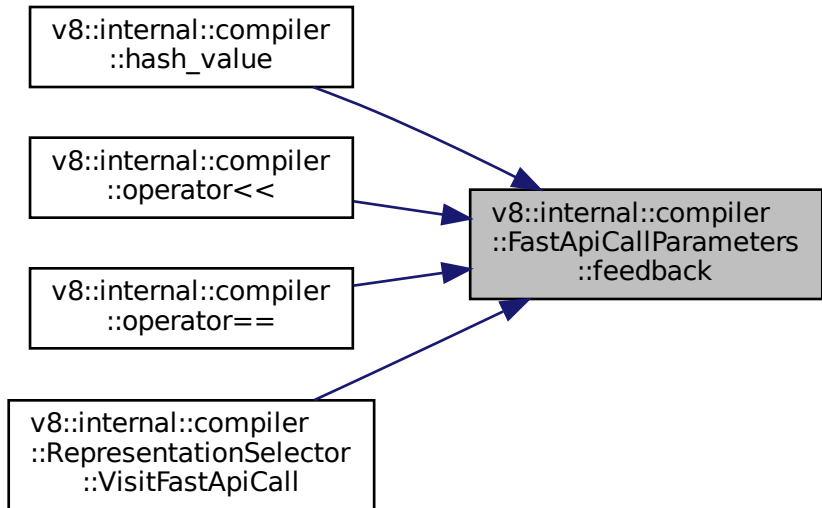 v8::internal::compiler
::hash_value
v8::internal::compiler
::operator<<
v8::internal::compiler
::FastApiCallParameters
::feedback
v8::internal::compiler
::operator==
v8::internal::compiler
::RepresentationSelector
::VisitFastApiCall